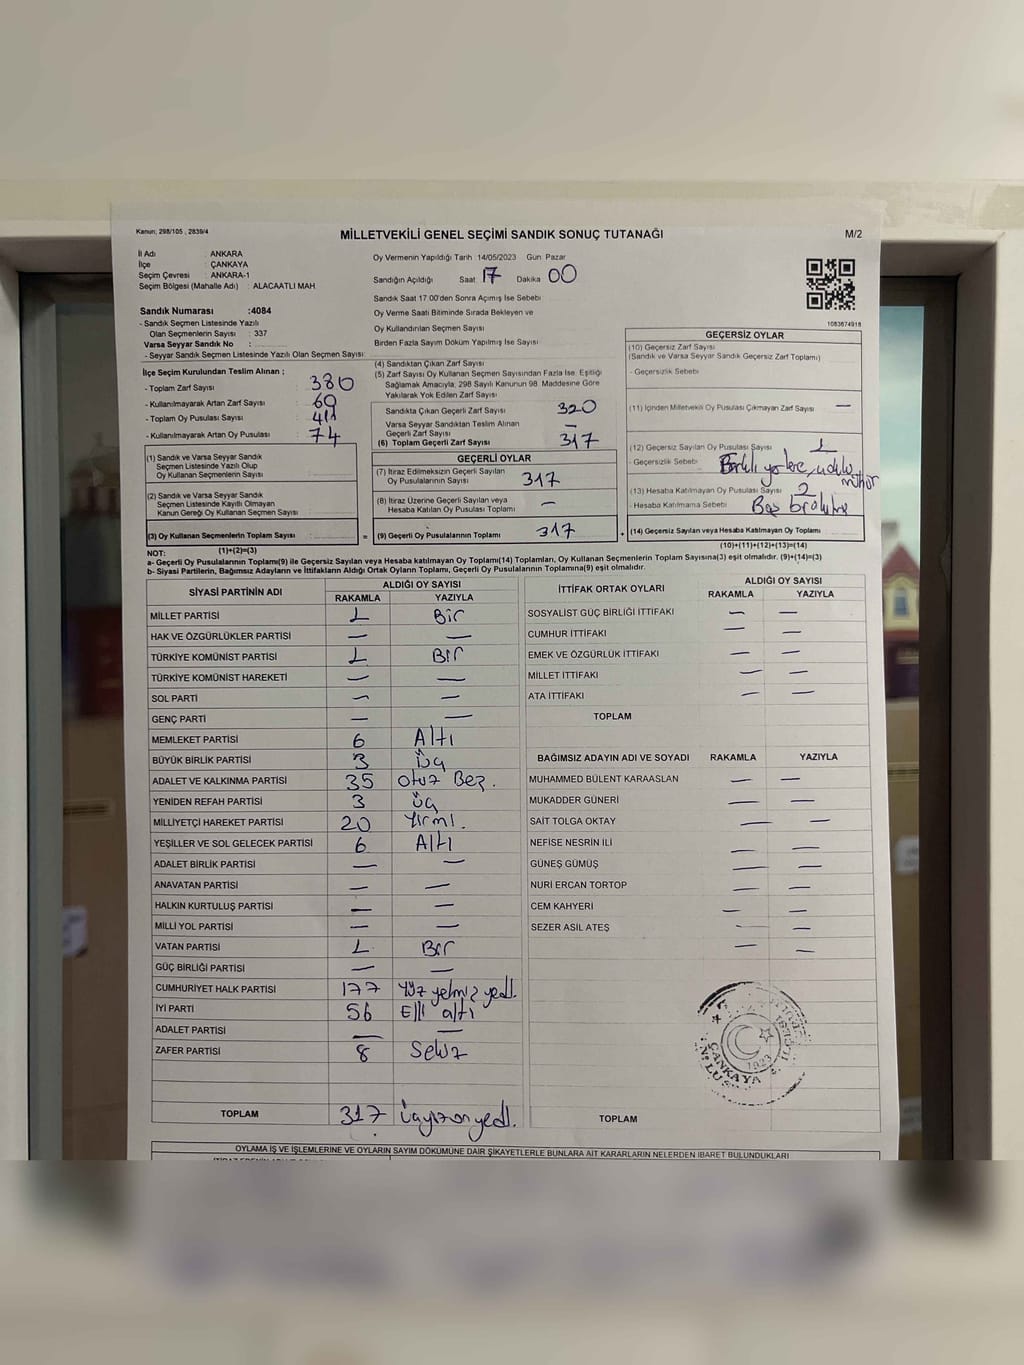 Kanun; 298/105 , 2839/4
MİLLETVEKİLİ GENEL SEÇİMİ SANDIK SONUÇ TUTANAĞI
M/2
İl Adı : ANKARA
İlçe : ÇANKAYA
Seçim Çevresi : ANKARA-1
Seçim Bölgesi (Mahalle Adı) : ALACAATLI MAH.
Sandık Numarası :4084
- Sandık Seçmen Listesinde Yazılı
Olan Seçmenlerin Sayısı : 337
Varsa Seyyar Sandık No :
- Seyyar Sandık Seçmen Listesinde Yazılı Olan Seçmen Sayısı
İlçe Seçim Kurulundan Teslim Alınan ;
- Toplam Zarf Sayısı 380
- Kullanılmayarak Artan Zarf Sayısı 60
- Toplam Oy Pusulası Sayısı
- Kullanılmayarak Artan Oy Pusulası 74
(1) Sandık ve Varsa Seyyar Sandık
Seçmen Listesinde Yazılı Olup
Oy Kullanan Seçmenlerin Sayısı
(2) Sandık ve Varsa Seyyar Sandık
Seçmen Listesinde Kayıtlı Olmayan
Kanun Gereği Oy Kullanan Seçmen Sayısı
(3) Oy Kullanan Seçmenlerin Toplam Sayısı =
(1)+(2)=(3)
Oy Vermenin Yapıldığı Tarih : 14/05/2023 Gün: Pazar
Sandığın Açıldığı Saat 17 Dakika 00
Sandık Saat 17.00'den Sonra Açımış İse Sebebi
Oy Verme Saati Bitiminde Sırada Bekleyen ve
Oy Kullandırılan Seçmen Sayısı
Birden Fazla Sayım Döküm Yapılmış İse Sayısı
(4) Sandıktan Çıkan Zarf Sayısı
(5) Zarf Sayısı Oy Kullanan Seçmen Sayısından Fazla İse, Eşitliği
Sağlamak Amacıyla, 298 Sayılı Kanunun 98. Maddesine Göre
Yakılarak Yok Edilen Zarf Sayısı
Sandıkta Çıkan Geçerli Zarf Sayısı 320
Varsa Seyyar Sandıktan Teslim Alınan
Geçerli Zarf Sayısı —
(6) Toplam Geçerli Zarf Sayısı 317
GEÇERLİ OYLAR
(7) İtiraz Edilmeksizin Geçerli Sayılan
Oy Pusulalarının Sayısı 317
(8) İtiraz Üzerine Geçerli Sayılan veya
Hesaba Katılan Oy Pusulaları Toplamı —
(9) Geçerli Oy Pusulalarının Toplamı 317 +
1083674918
GEÇERSİZ OYLAR
(10) Geçersiz Zarf Sayısı
(Sandık ve Varsa Seyyar Sandık Geçersiz Zarf Toplamı)
- Geçersizlik Sebebi
(11) İçinden Milletvekili Oy Pusulası Çıkmayan Zarf Sayısı —
(12) Geçersiz Sayılan Oy Pusulası Sayısı 1
- Geçersizlik Sebebi
(13) Hesaba Katılmayan Oy Pusulası Sayısı 2
- Hesaba Katılmama Sebebi
(14) Geçersiz Sayılan veya Hesaba Katılmayan Oy Toplamı
(10)+(11)+(12)+(13)=(14)
NOT:
a- Geçerli Oy Pusulalarının Toplamı(9) ile Geçersiz Sayılan veya Hesaba katılmayan Oy Toplamı(14) Toplamları, Oy Kullanan Seçmenlerin Toplam Sayısına(3) eşit olmalıdır. (9)+(14)=(3)
b- Siyasi Partilerin, Bağımsız Adayların ve İttifakların Aldığı Ortak Oyların Toplamı, Geçerli Oy Pusulalarının Toplamına(9) eşit olmalıdır.
SİYASİ PARTİNİN ADI ALDIĞI OY SAYISI
RAKAMLA YAZIYLA
MİLLET PARTİSİ 1 Bir
HAK VE ÖZGÜRLÜKLER PARTİSİ — —
TÜRKİYE KOMÜNİST PARTİSİ 1 Bir
TÜRKİYE KOMÜNİST HAREKETİ — —
SOL PARTİ — —
GENÇ PARTİ — —
MEMLEKET PARTİSİ 6 Altı
BÜYÜK BİRLİK PARTİSİ 3 Üç
ADALET VE KALKINMA PARTİSİ 35 otuz Beş.
YENİDEN REFAH PARTİSİ 3 üç
MİLLİYETÇİ HAREKET PARTİSİ 20 Yirmi.
YEŞİLLER VE SOL GELECEK PARTİSİ 6 Altı
ADALET BİRLİK PARTİSİ — —
ANAVATAN PARTİSİ — —
HALKIN KURTULUŞ PARTİSİ — —
MİLLİ YOL PARTİSİ — —
VATAN PARTİSİ 1 Bir
GÜÇ BİRLİĞİ PARTİSİ — —
CUMHURİYET HALK PARTİSİ 177 Yüz yetmiş yedi.
İYİ PARTİ 56 Elli altı
ADALET PARTİSİ — —
ZAFER PARTİSİ 8 Sekiz
TOPLAM 317 üçyüzonyedi.
İTTİFAK ORTAK OYLARI ALDIĞI OY SAYISI
RAKAMLA YAZIYLA
SOSYALİST GÜÇ BİRLİĞİ İTTİFAKI — —
CUMHUR İTTİFAKI — —
EMEK VE ÖZGÜRLÜK İTTİFAKI — —
MİLLET İTTİFAKI — —
ATA İTTİFAKI — —
TOPLAM
BAĞIMSIZ ADAYIN ADI VE SOYADI RAKAMLA YAZIYLA
MUHAMMED BÜLENT KARAASLAN — —
MUKADDER GÜNERİ — —
SAİT TOLGA OKTAY — —
NEFİSE NESRİN İLİ — —
GÜNEŞ GÜMÜŞ — —
NURİ ERCAN TORTOP — —
CEM KAHYERİ — —
SEZER ASİL ATEŞ — —
— —
ÇANKAYA
1923
TOPLAM
OYLAMA İŞ VE İŞLEMLERİNE VE OYLARIN SAYIM DÖKÜMÜNE DAİR ŞİKAYETLERLE BUNLARA AİT KARARLARIN NELERDEN İBARET BULUNDUKLARI